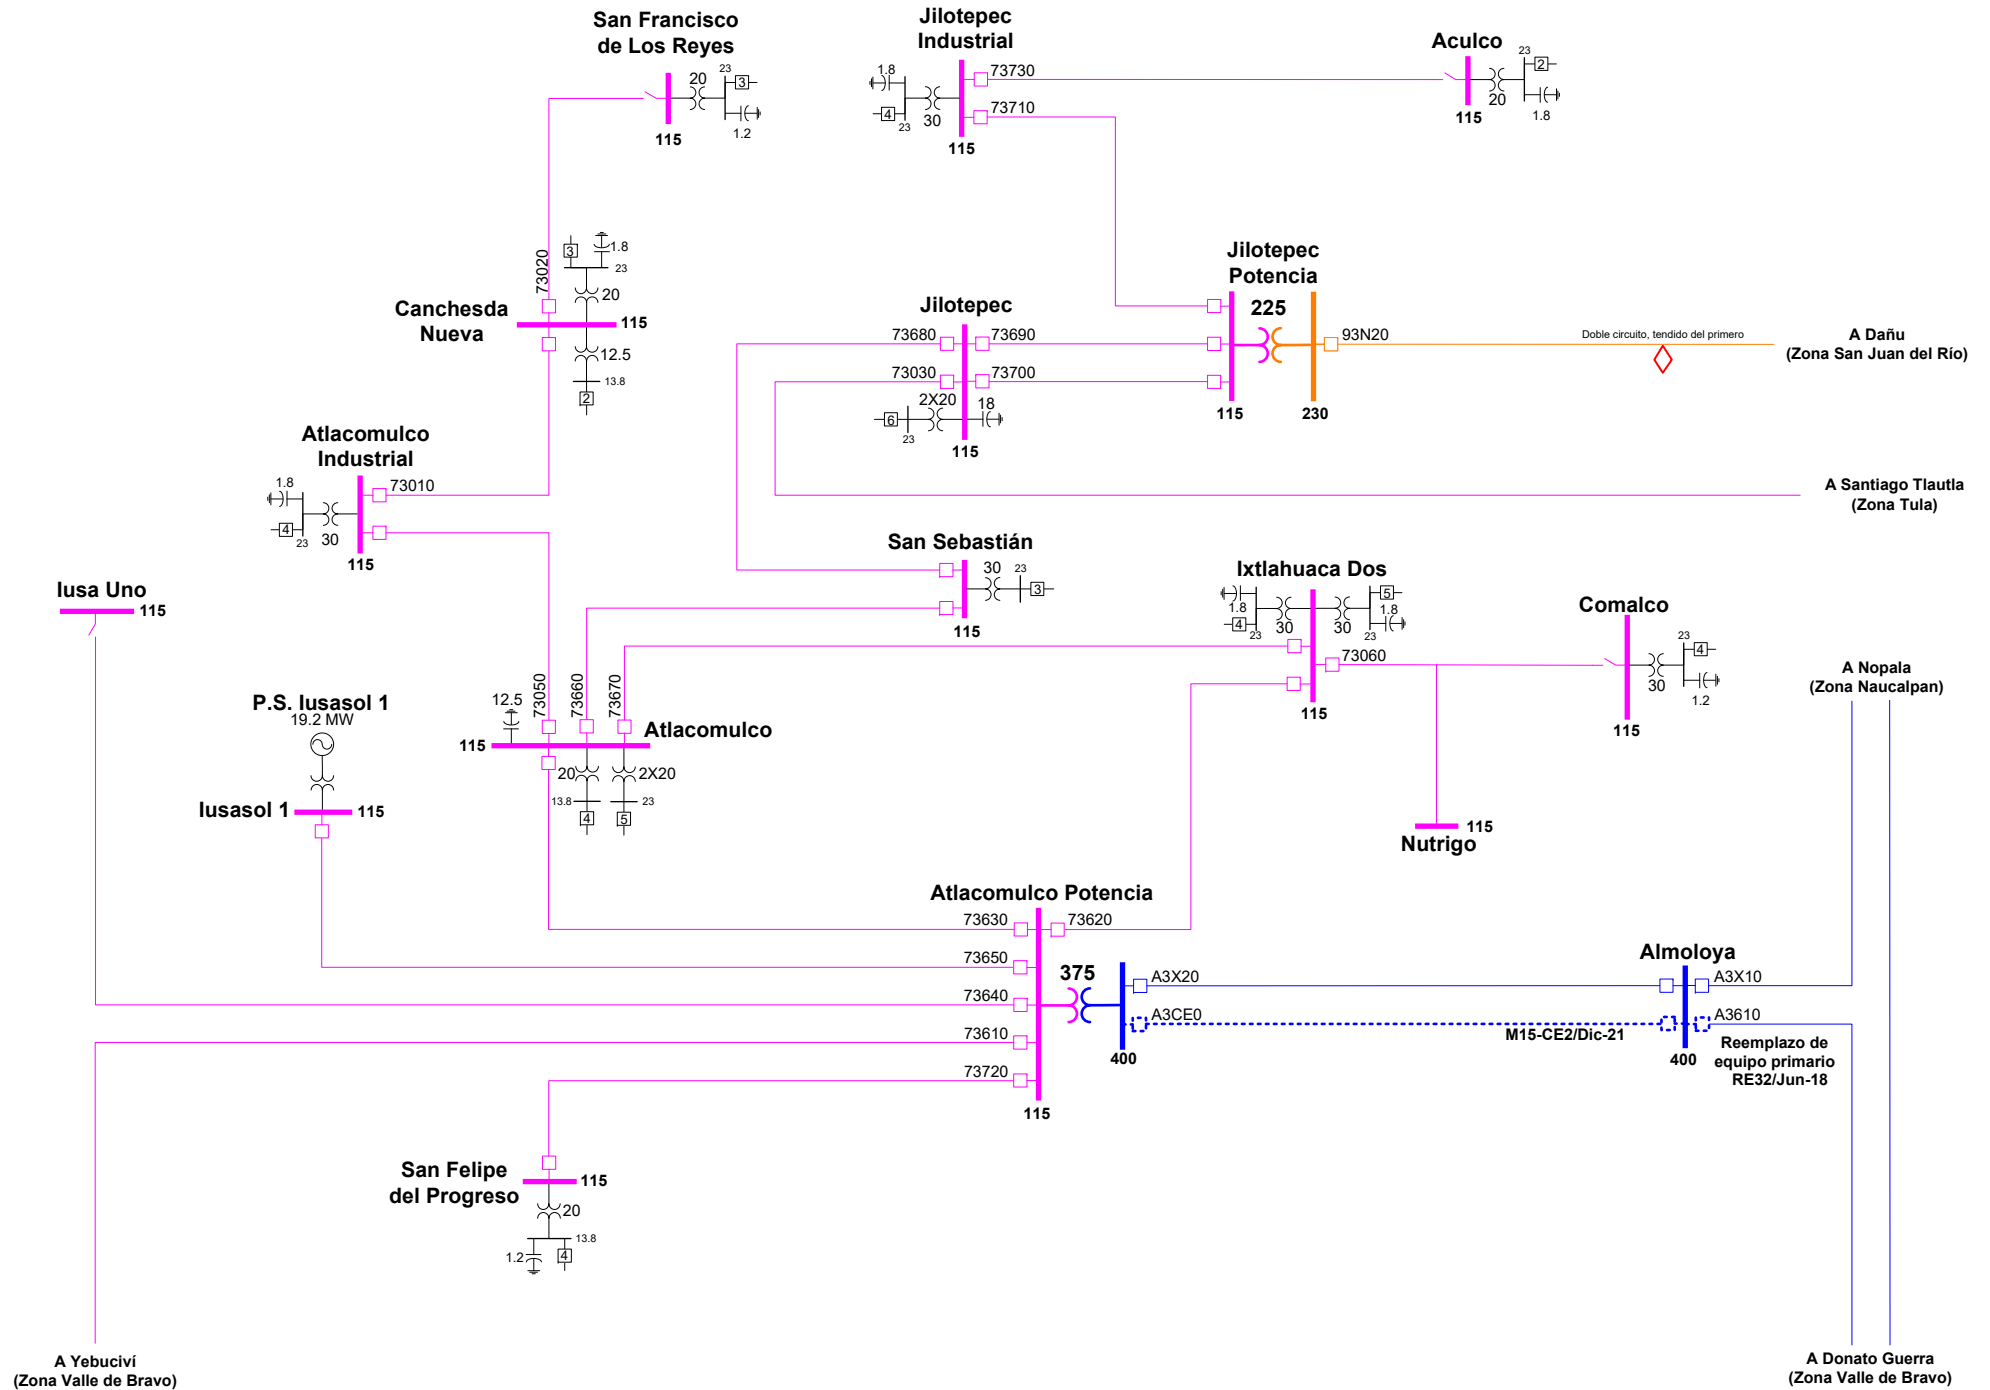 San Francisco
de Los Reyes
20
23
3
1.2
115
Jilotepec
Industrial
1.8
4
23
30
115
73730
73710
Aculco
23
2
20
1.8
115
73020
3
1.8
23
20
Canchesda
Nueva
115
12.5
13.8
2
Jilotepec
73680
73690
73030
73700
2X20
18
6
23
115
Jilotepec
Potencia
225
115
230
93N20
Doble circuito, tendido del primero
A Dañu
(Zona San Juan del Río)
Atlacomulco
Industrial
1.8
4
23
30
115
73010
A Santiago Tlautla
(Zona Tula)
San Sebastián
30
23
3
115
Iusa Uno
115
Ixtlahuaca Dos
1.8
4
23
30
30
5
1.8
23
73060
115
Comalco
23
4
30
1.2
115
A Nopala
(Zona Naucalpan)
P.S. Iusasol 1
19.2 MW
Iusasol 1
115
12.5
73050
73660
73670
115
Atlacomulco
20
2X20
13.8
23
4
5
115
Nutrigo
Atlacomulco Potencia
73630
73620
73650
375
73640
73610
73720
115
A3X20
A3CE0
400
M15-CE2/Dic-21
Almoloya
A3X10
A3610
400
Reemplazo de
equipo primario
RE32/Jun-18
San Felipe
del Progreso
115
20
13.8
1.2
4
A Yebuciví
(Zona Valle de Bravo)
A Donato Guerra
(Zona Valle de Bravo)